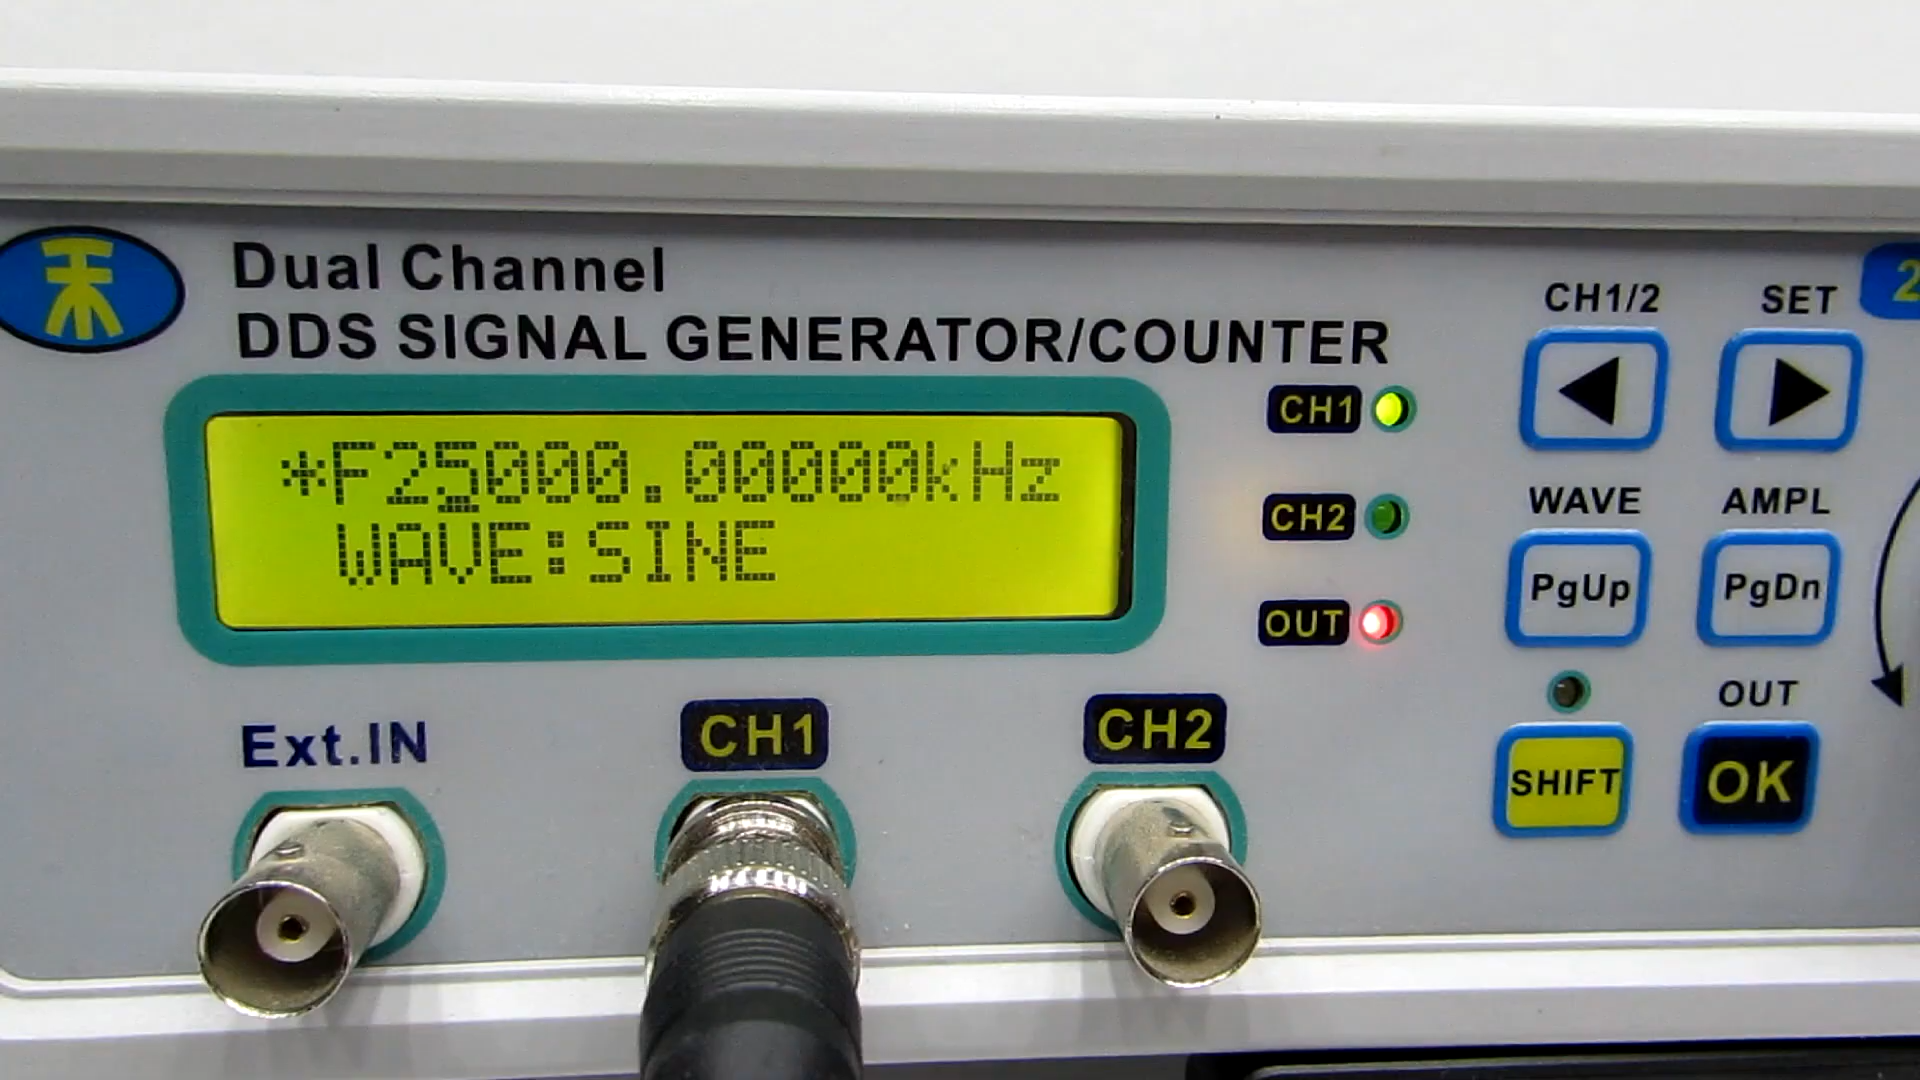 Dual Channel
DDS SIGNAL GENERATOR/COUNTER
*F25000.00000kHz
WAVE:SINE
CH1
CH2
OUT
CH1/2
SET
2
WAVE
AMPL
PgUp
PgDn
OUT
SHIFT
OK
Ext.IN
CH1
CH2